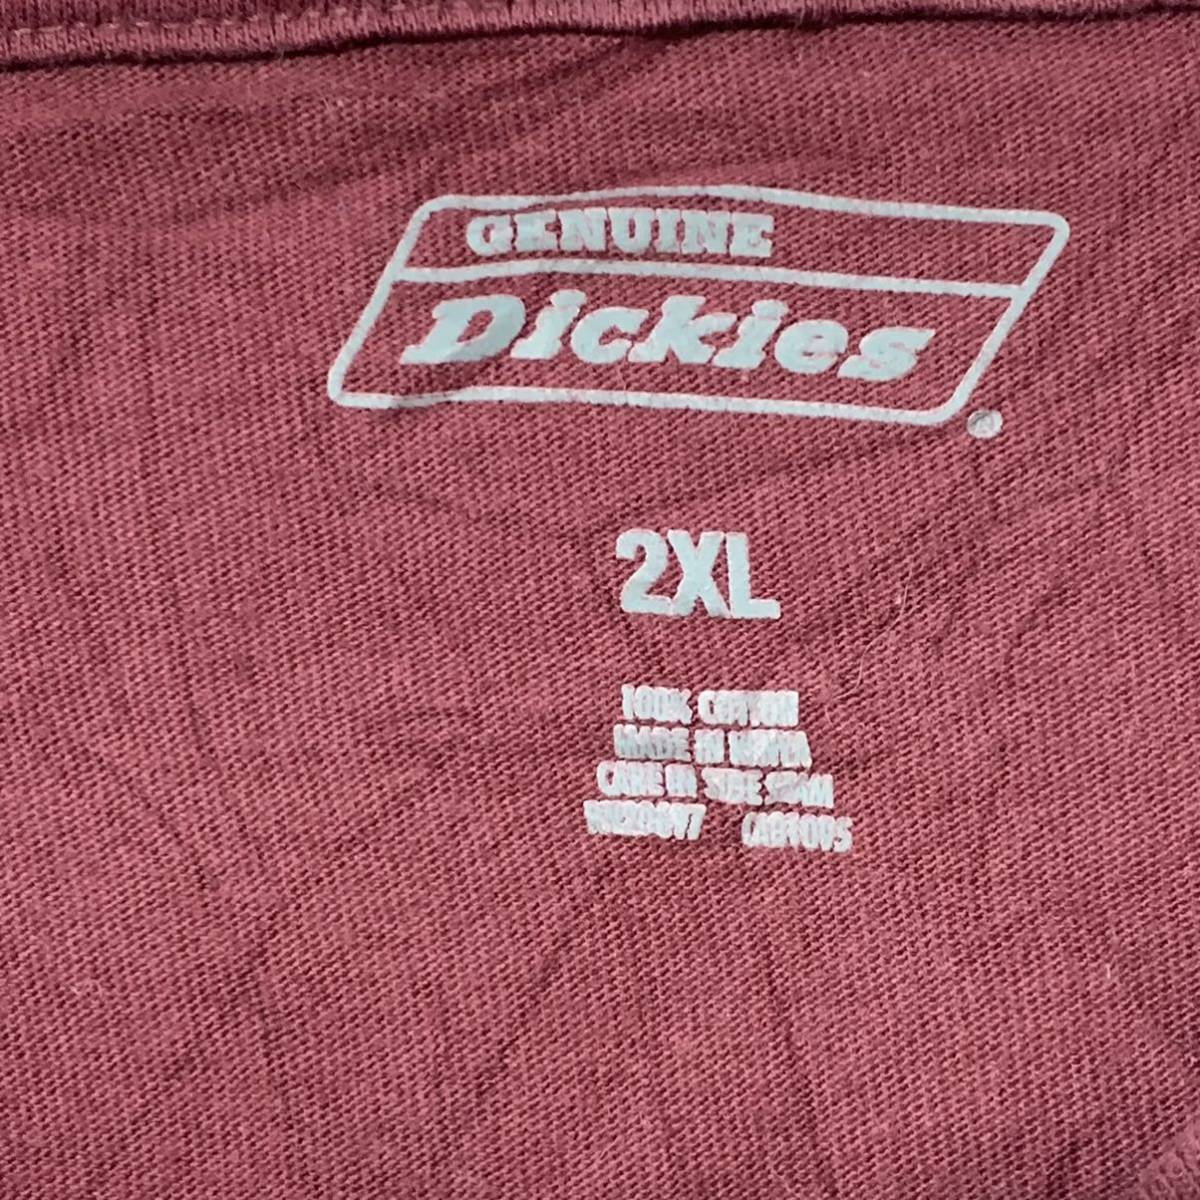 GENUINE
Dickies
2XL
100% COTTON
MADE IN
CARE IN SIDE SEAM